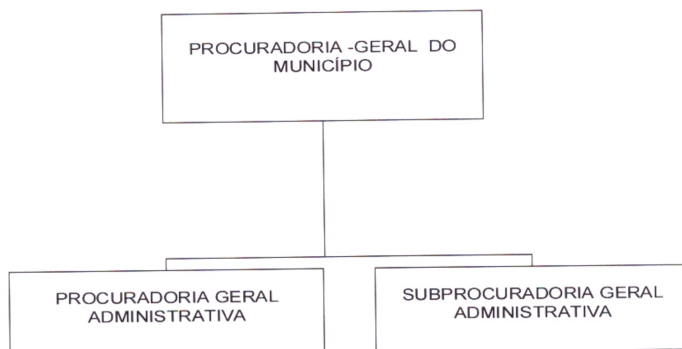 PROCURADORIA -GERAL DO
MUNICÍPIO
PROCURADORIA GERAL
ADMINISTRATIVA
SUBPROCURADORIA GERAL
ADMINISTRATIVA